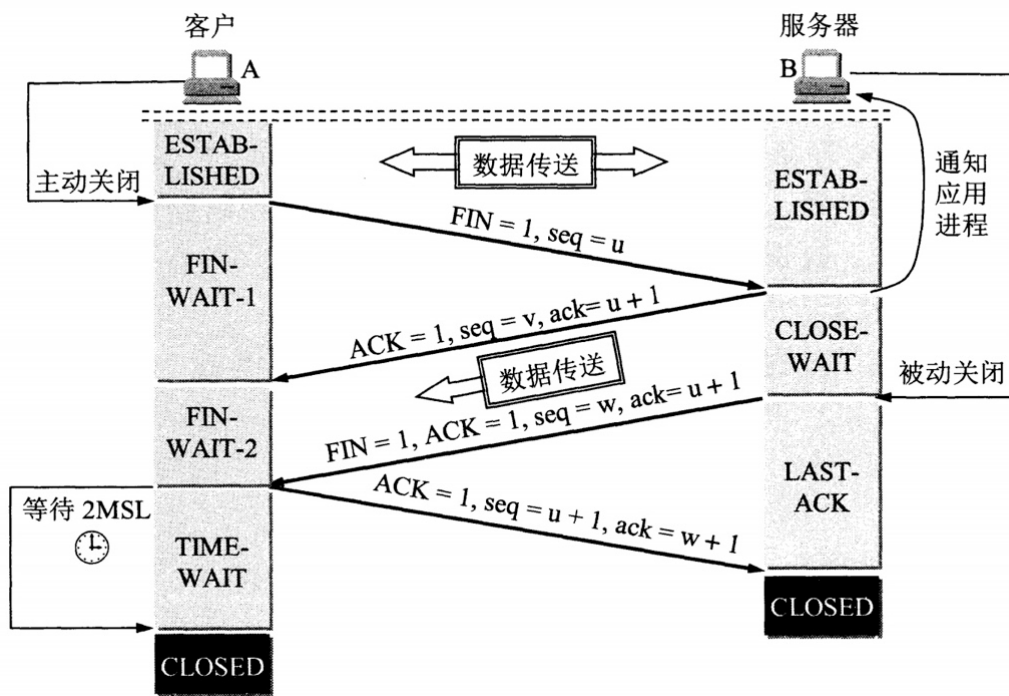 客户
服务器
A
B
ESTAB-
LISHED
数据传送
ESTAB-
LISHED
通知
应用
进程
主动关闭
FIN = 1, seq = u
FIN-
WAIT-1
ACK = 1, seq = v, ack= u + 1
CLOSE-
WAIT
数据传送
被动关闭
FIN-
WAIT-2
FIN = 1, ACK = 1, seq = w, ack= u + 1
LAST-
ACK
等待 2MSL
ACK = 1, seq = u + 1, ack = w + 1
TIME-
WAIT
CLOSED
CLOSED